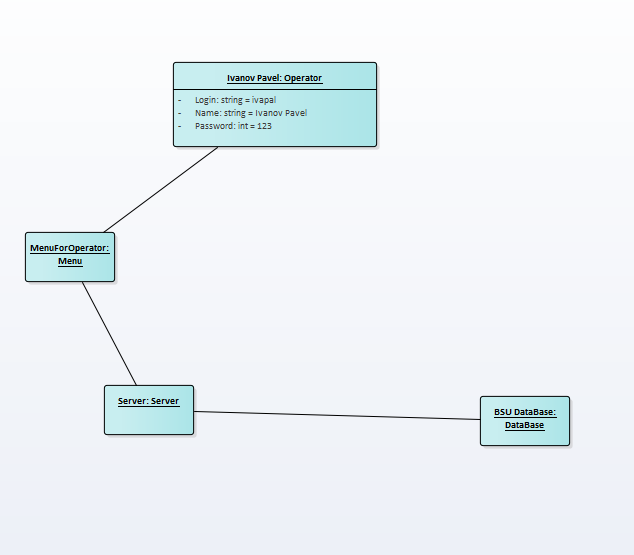 Ivanov Pavel: Operator
- Login: string = ivapal
- Name: string = Ivanov Pavel
- Password: int = 123
MenuForOperator:
Menu
Server: Server
BSU DataBase:
DataBase